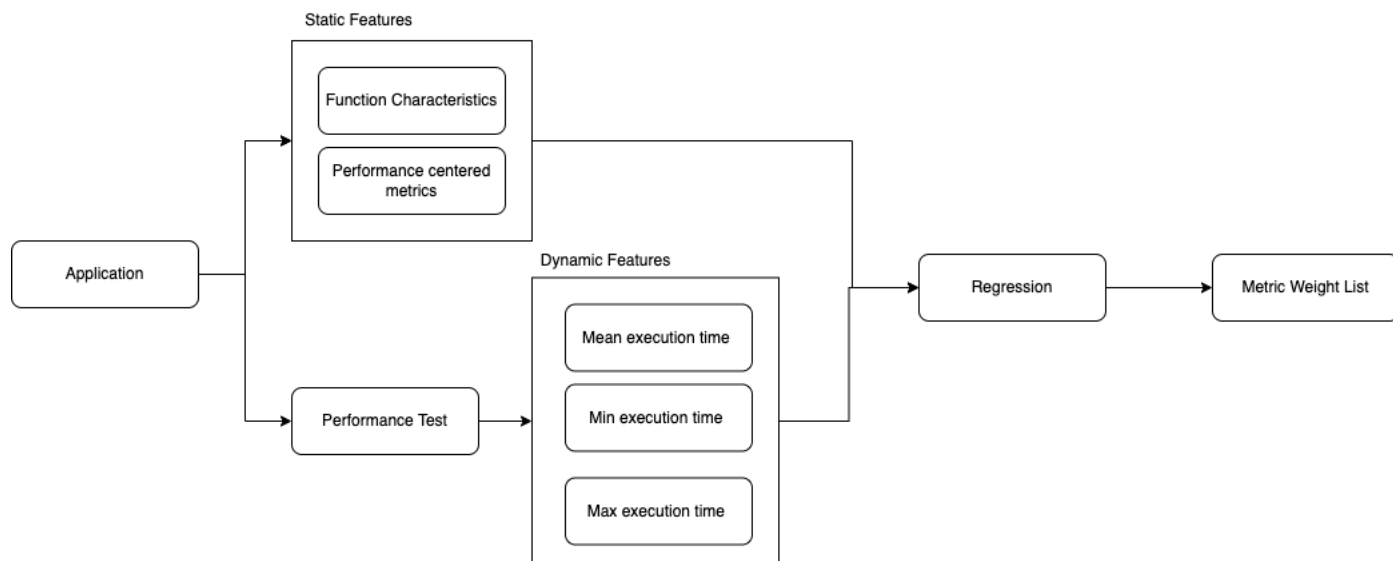 Static Features
Function Characteristics
Performance centered
metrics
Application
Dynamic Features
Mean execution time
Regression
Metric Weight List
Performance Test
Min execution time
Max execution time